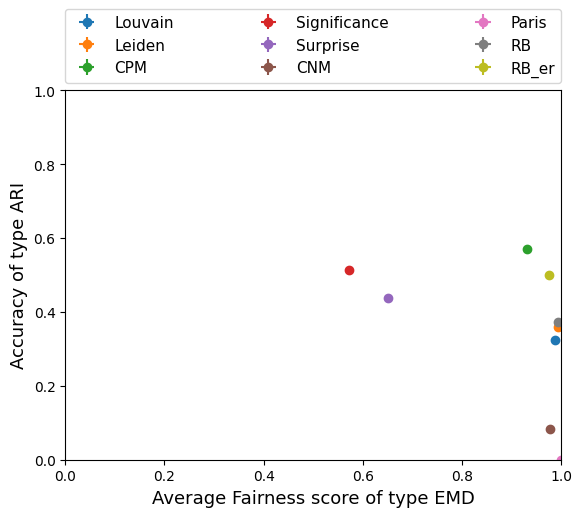 Louvain Significance Paris
Leiden Surprise RB
CPM CNM RB_er
1.0
0.8
0.6
0.4
0.2
0.0
Accuracy of type ARI
0.0 0.2 0.4 0.6 0.8 1.0
Average Fairness score of type EMD